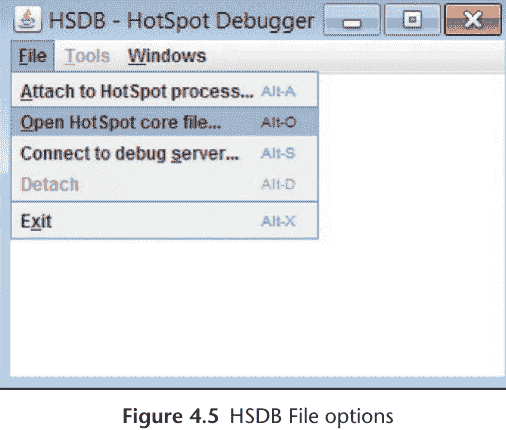 HSDB - HotSpot Debugger
File Tools Windows
Attach to HotSpot process... Alt-A
Open HotSpot core file... Alt-O
Connect to debug server... Alt-S
Detach Alt-D
Exit Alt-X
Figure 4.5 HSDB File options